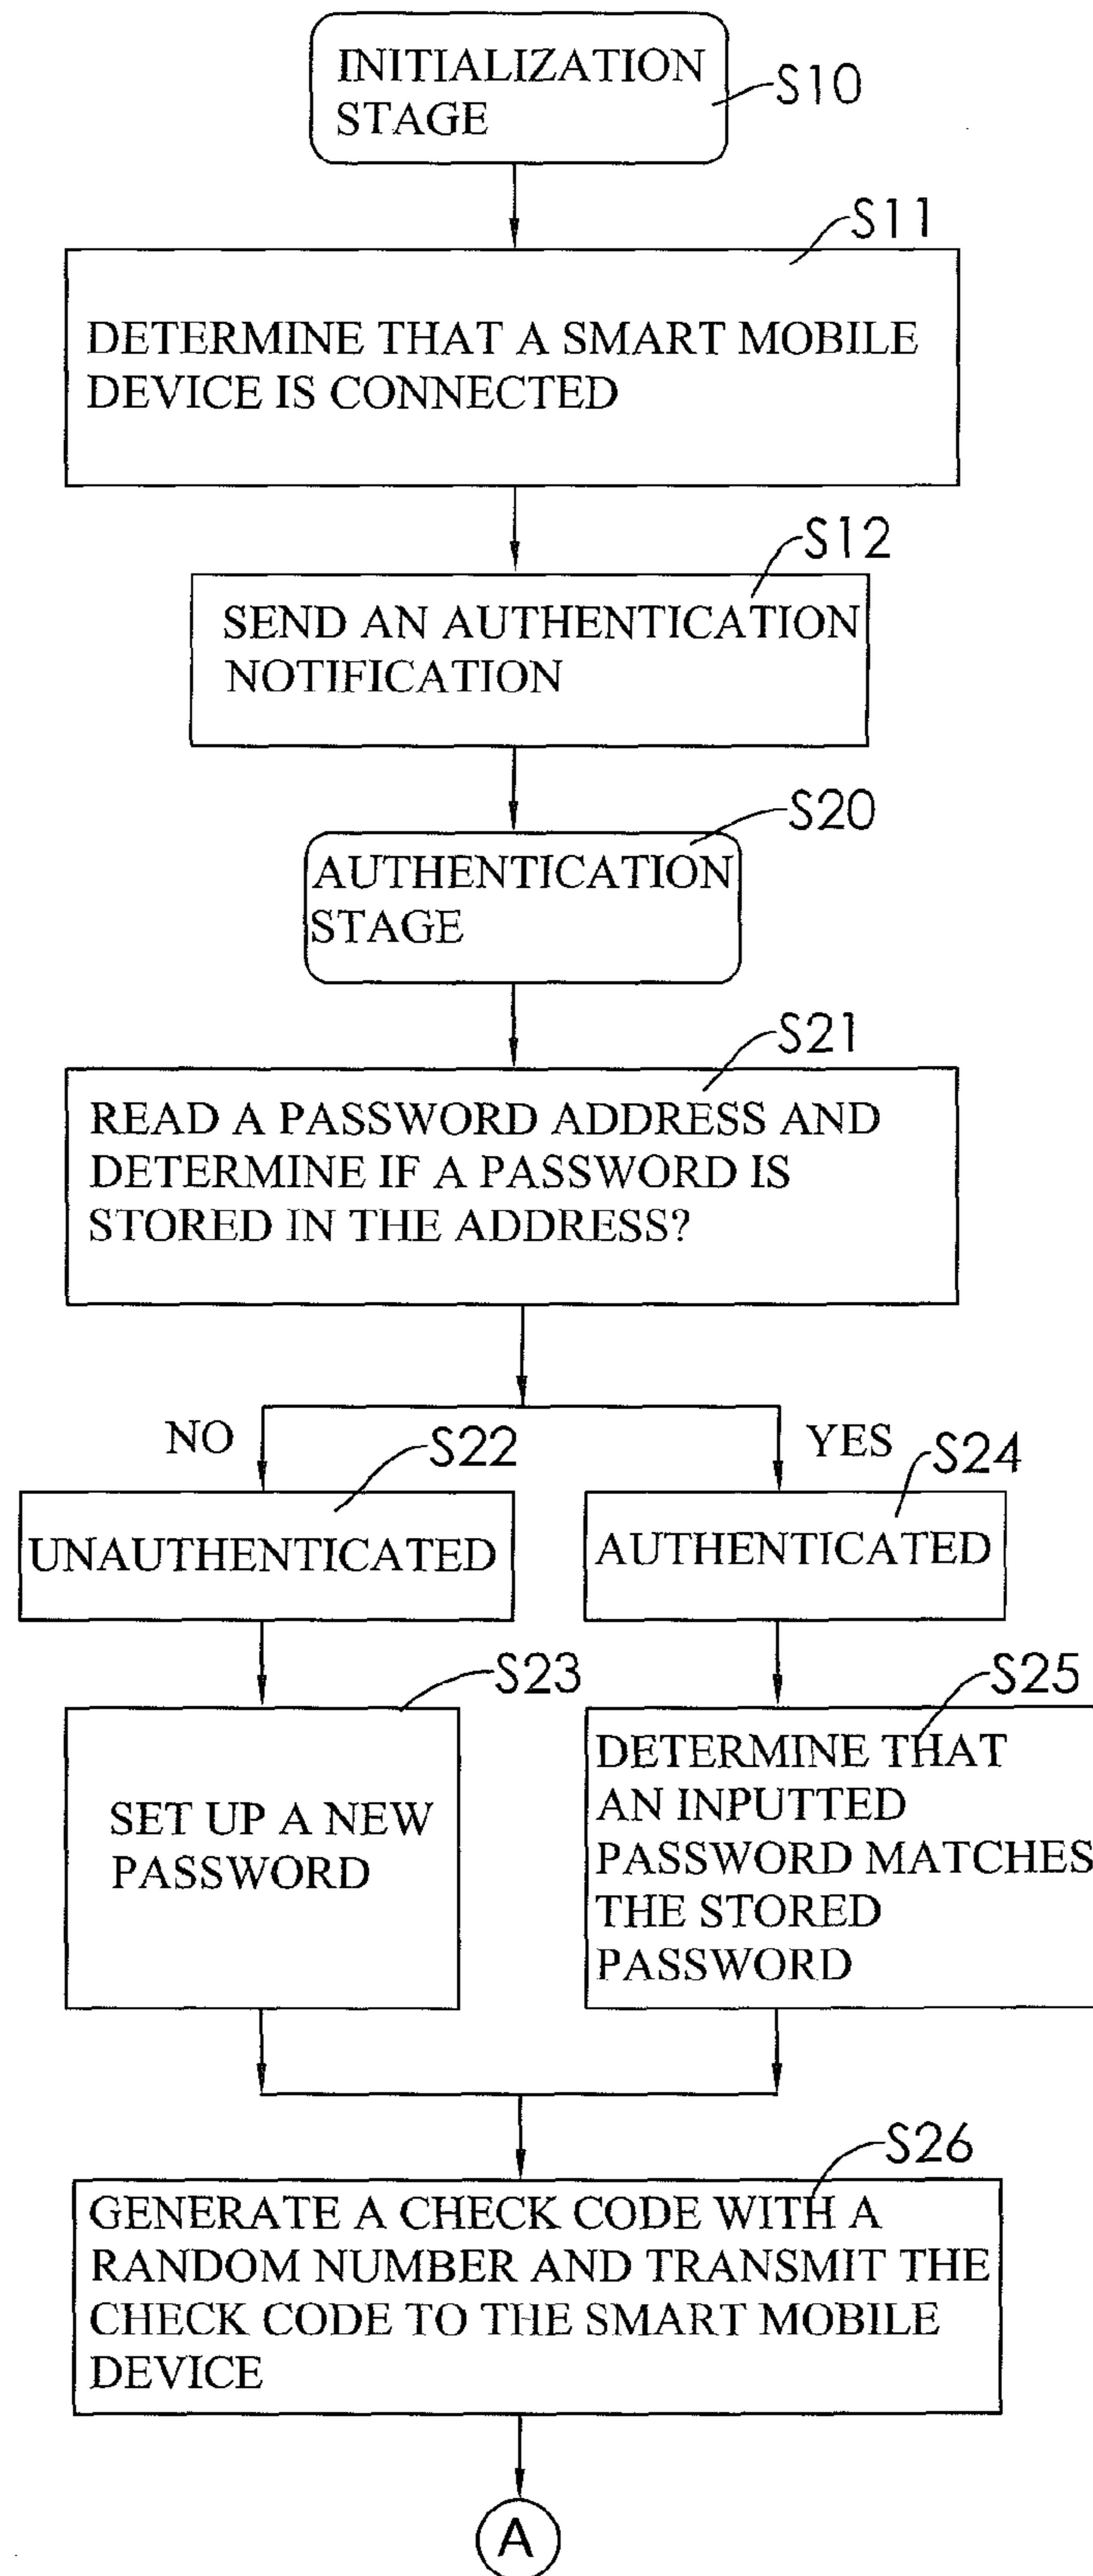 INITIALIZATION
STAGE
S10
S11
DETERMINE THAT A SMART MOBILE
DEVICE IS CONNECTED
S12
SEND AN AUTHENTICATION
NOTIFICATION
S20
AUTHENTICATION
STAGE
S21
READ A PASSWORD ADDRESS AND
DETERMINE IF A PASSWORD IS
STORED IN THE ADDRESS?
NO
S22
YES
S24
UNAUTHENTICATED
AUTHENTICATED
S23
SET UP A NEW
PASSWORD
S25
DETERMINE THAT
AN INPUTTED
PASSWORD MATCHES
THE STORED
PASSWORD
S26
GENERATE A CHECK CODE WITH A
RANDOM NUMBER AND TRANSMIT THE
CHECK CODE TO THE SMART MOBILE
DEVICE
A